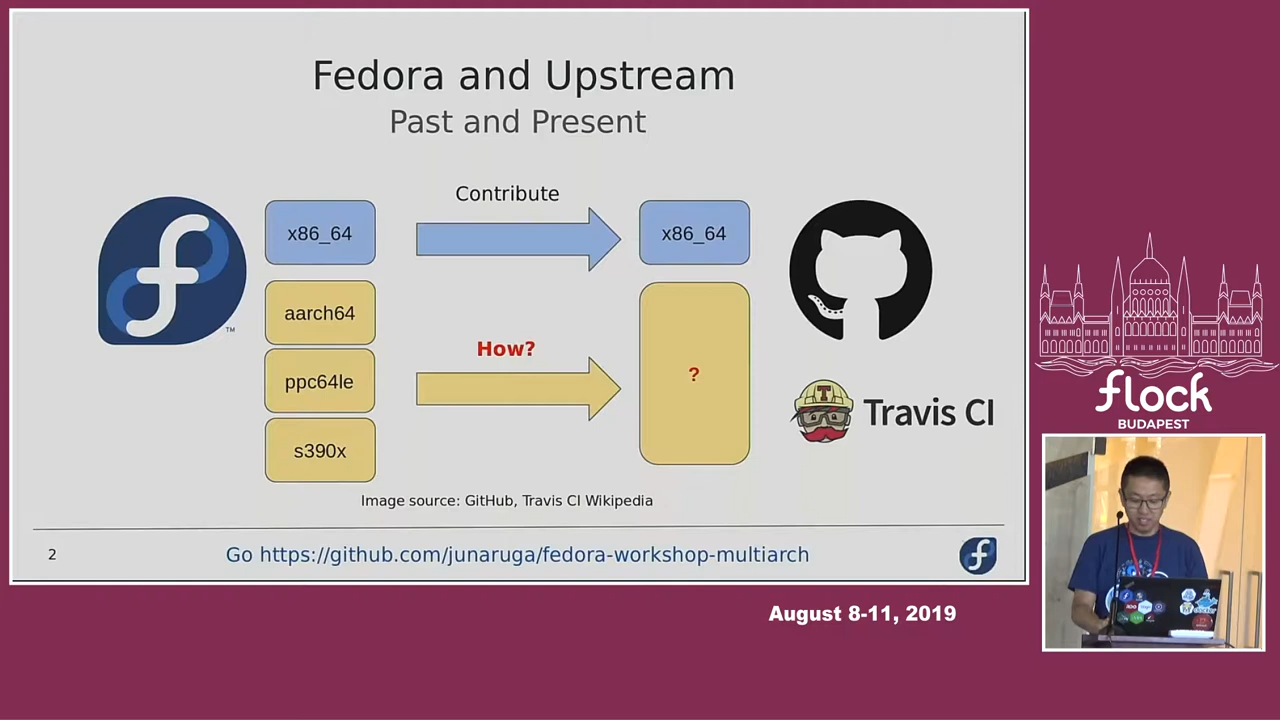 Fedora and Upstream
Past and Present
Contribute
x86_64
x86_64
aarch64
How?
ppc64le
?
s390x
TM
Travis CI
Image source: GitHub, Travis CI Wikipedia
2
Go https://github.com/junaruga/fedora-workshop-multiarch
flock
BUDAPEST
August 8-11, 2019